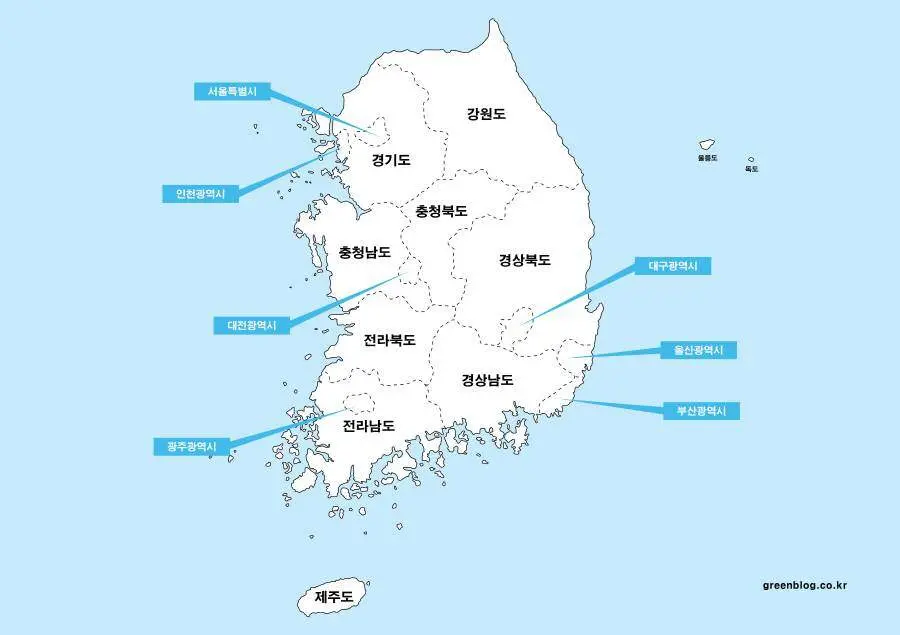 서울특별시
강원도
울릉도
경기도
독도
인천광역시
충청북도
충청남도
경상북도
대구광역시
대전광역시
전라북도
울산광역시
경상남도
부산광역시
전라남도
광주광역시
greenblog.co.kr
제주도